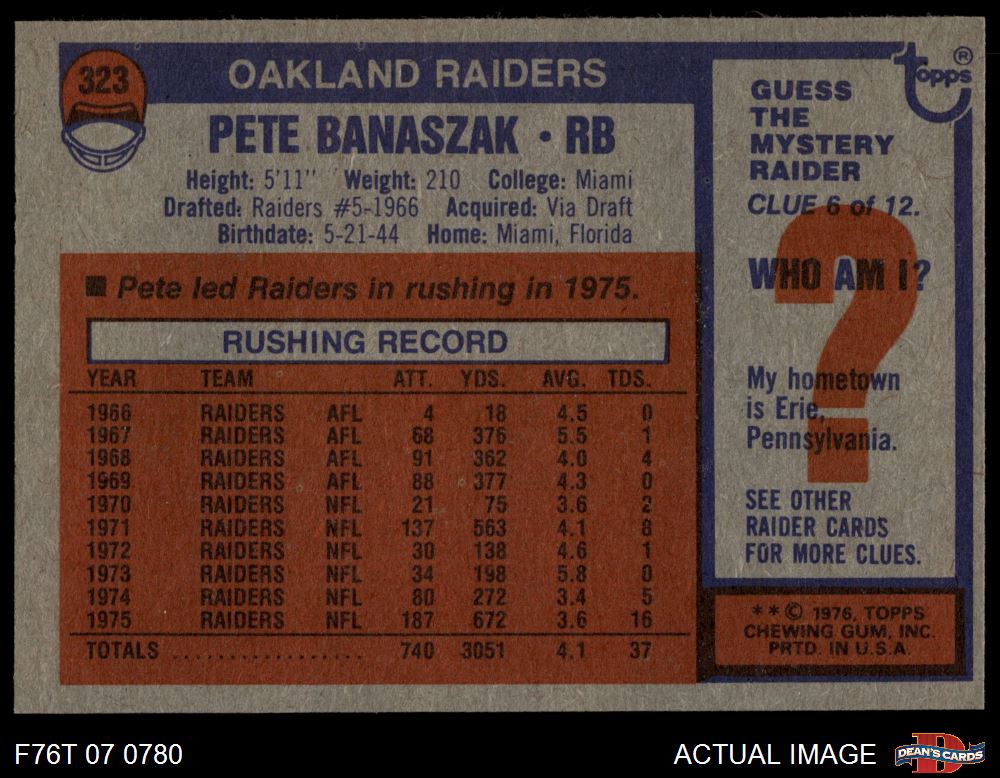 323
OAKLAND RAIDERS
PETE BANASZAK • RB
Height: 5'11" Weight: 210 College: Miami
Drafted: Raiders #5-1966 Acquired: Via Draft
Birthdate: 5-21-44 Home: Miami, Florida
■ Pete led Raiders in rushing in 1975.
RUSHING RECORD
YEAR TEAM ATT. YDS. AVG. TDS.
1966 RAIDERS AFL 4 18 4.5 0
1967 RAIDERS AFL 68 376 5.5 1
1968 RAIDERS AFL 91 362 4.0 4
1969 RAIDERS AFL 88 377 4.3 0
1970 RAIDERS NFL 21 75 3.6 2
1971 RAIDERS NFL 137 563 4.1 8
1972 RAIDERS NFL 30 138 4.6 1
1973 RAIDERS NFL 34 198 5.8 0
1974 RAIDERS NFL 80 272 3.4 5
1975 RAIDERS NFL 187 672 3.6 16
TOTALS .................. 740 3051 4.1 37
topps ®
GUESS
THE
MYSTERY
RAIDER
CLUE 6 of 12.
WHO AM I?
?
My hometown
is Erie,
Pennsylvania.
SEE OTHER
RAIDER CARDS
FOR MORE CLUES.
** © 1976, TOPPS
CHEWING GUM, INC.
PRTD. IN U.S.A.
F76T 07 0780
ACTUAL IMAGE
D
DEAN'S CARDS